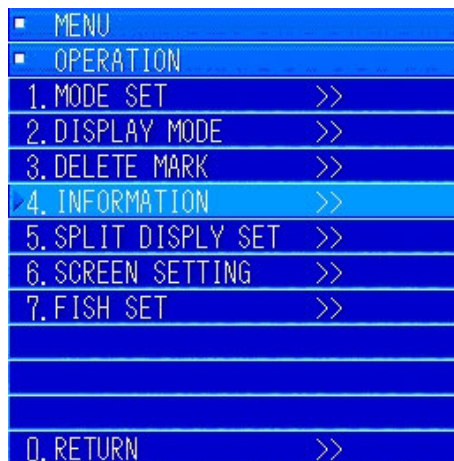 MENU
OPERATION
1.MODE SET >>
2.DISPLAY MODE >>
3.DELETE MARK >>
4.INFORMATION >>
5.SPLIT DISPLY SET >>
6.SCREEN SETTING >>
7.FISH SET >>
0.RETURN >>